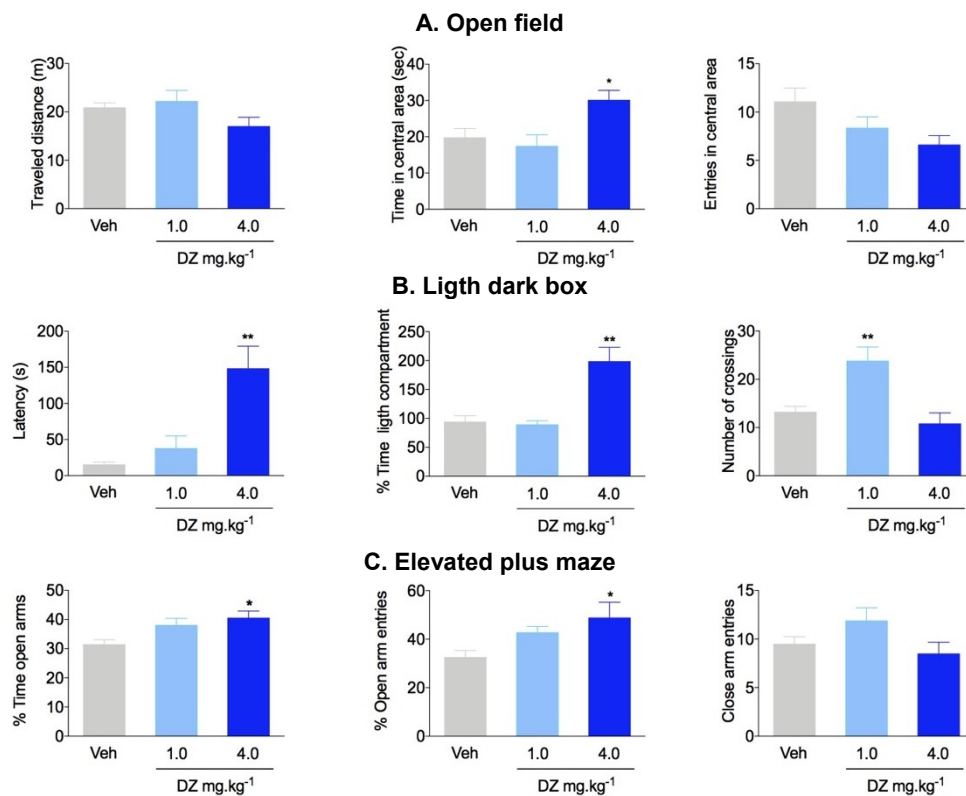 A. Open field
Traveled distance (m)
40
30
20
10
0
Veh
1.0
4.0
DZ mg.kg-1
Time in central area (sec)
40
30
20
10
0
*
Veh
1.0
4.0
DZ mg.kg-1
Entries in central area
15
10
5
0
Veh
1.0
4.0
DZ mg.kg-1
B. Ligth dark box
Latency (s)
200
150
100
50
0
**
Veh
1.0
4.0
DZ mg.kg-1
% Time ligth compartment
250
200
150
100
50
0
**
Veh
1.0
4.0
DZ mg.kg-1
Number of crossings
30
20
10
0
**
Veh
1.0
4.0
DZ mg.kg-1
C. Elevated plus maze
% Time open arms
50
40
30
20
10
0
*
Veh
1.0
4.0
DZ mg.kg-1
% Open arm entries
60
40
20
0
*
Veh
1.0
4.0
DZ mg.kg-1
Close arm entries
15
10
5
0
Veh
1.0
4.0
DZ mg.kg-1